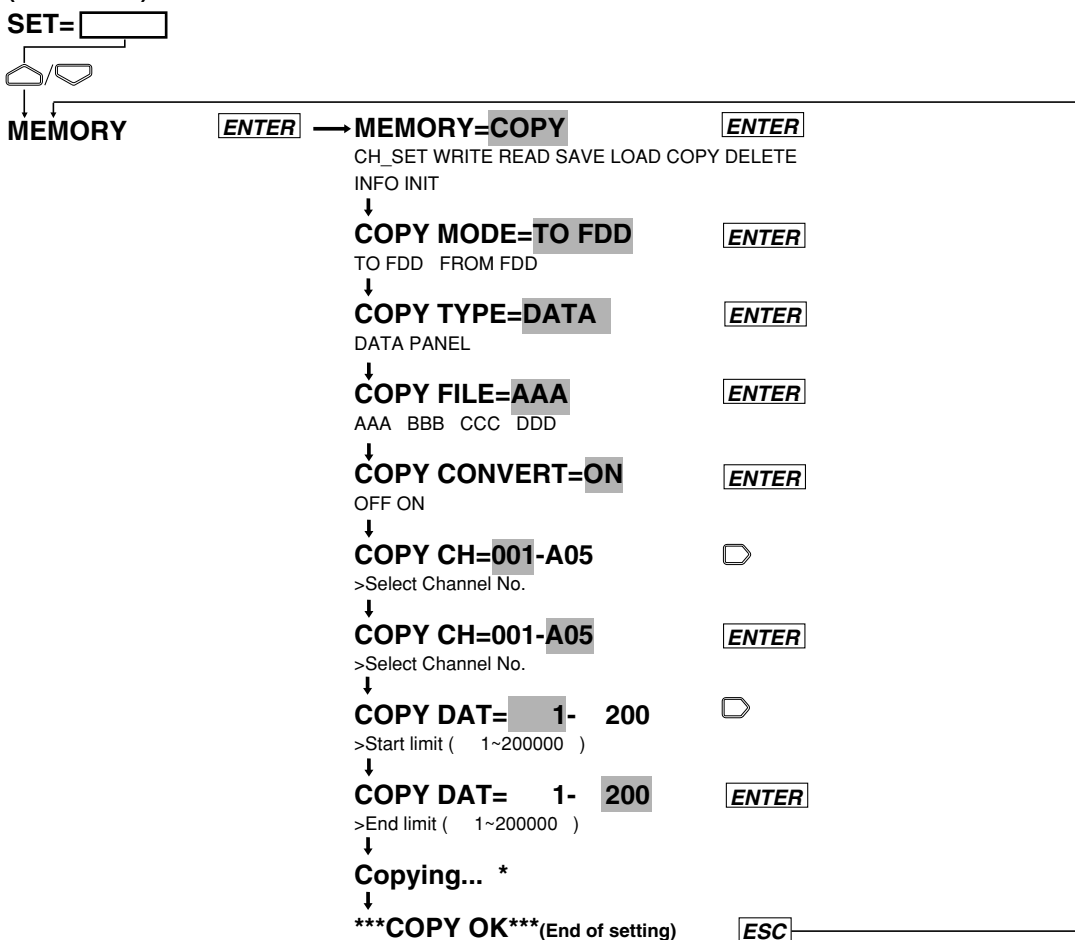 SET=
/
MEMORY ENTER MEMORY=COPY ENTER
CH_SET WRITE READ SAVE LOAD COPY DELETE
INFO INIT
COPY MODE=TO FDD ENTER
TO FDD FROM FDD
COPY TYPE=DATA ENTER
DATA PANEL
COPY FILE=AAA ENTER
AAA BBB CCC DDD
COPY CONVERT=ON ENTER
OFF ON
COPY CH=001-A05
>Select Channel No.
COPY CH=001-A05 ENTER
>Select Channel No.
COPY DAT= 1- 200
>Start limit ( 1~200000 )
COPY DAT= 1- 200 ENTER
>End limit ( 1~200000 )
Copying... *
***COPY OK***(End of setting) ESC